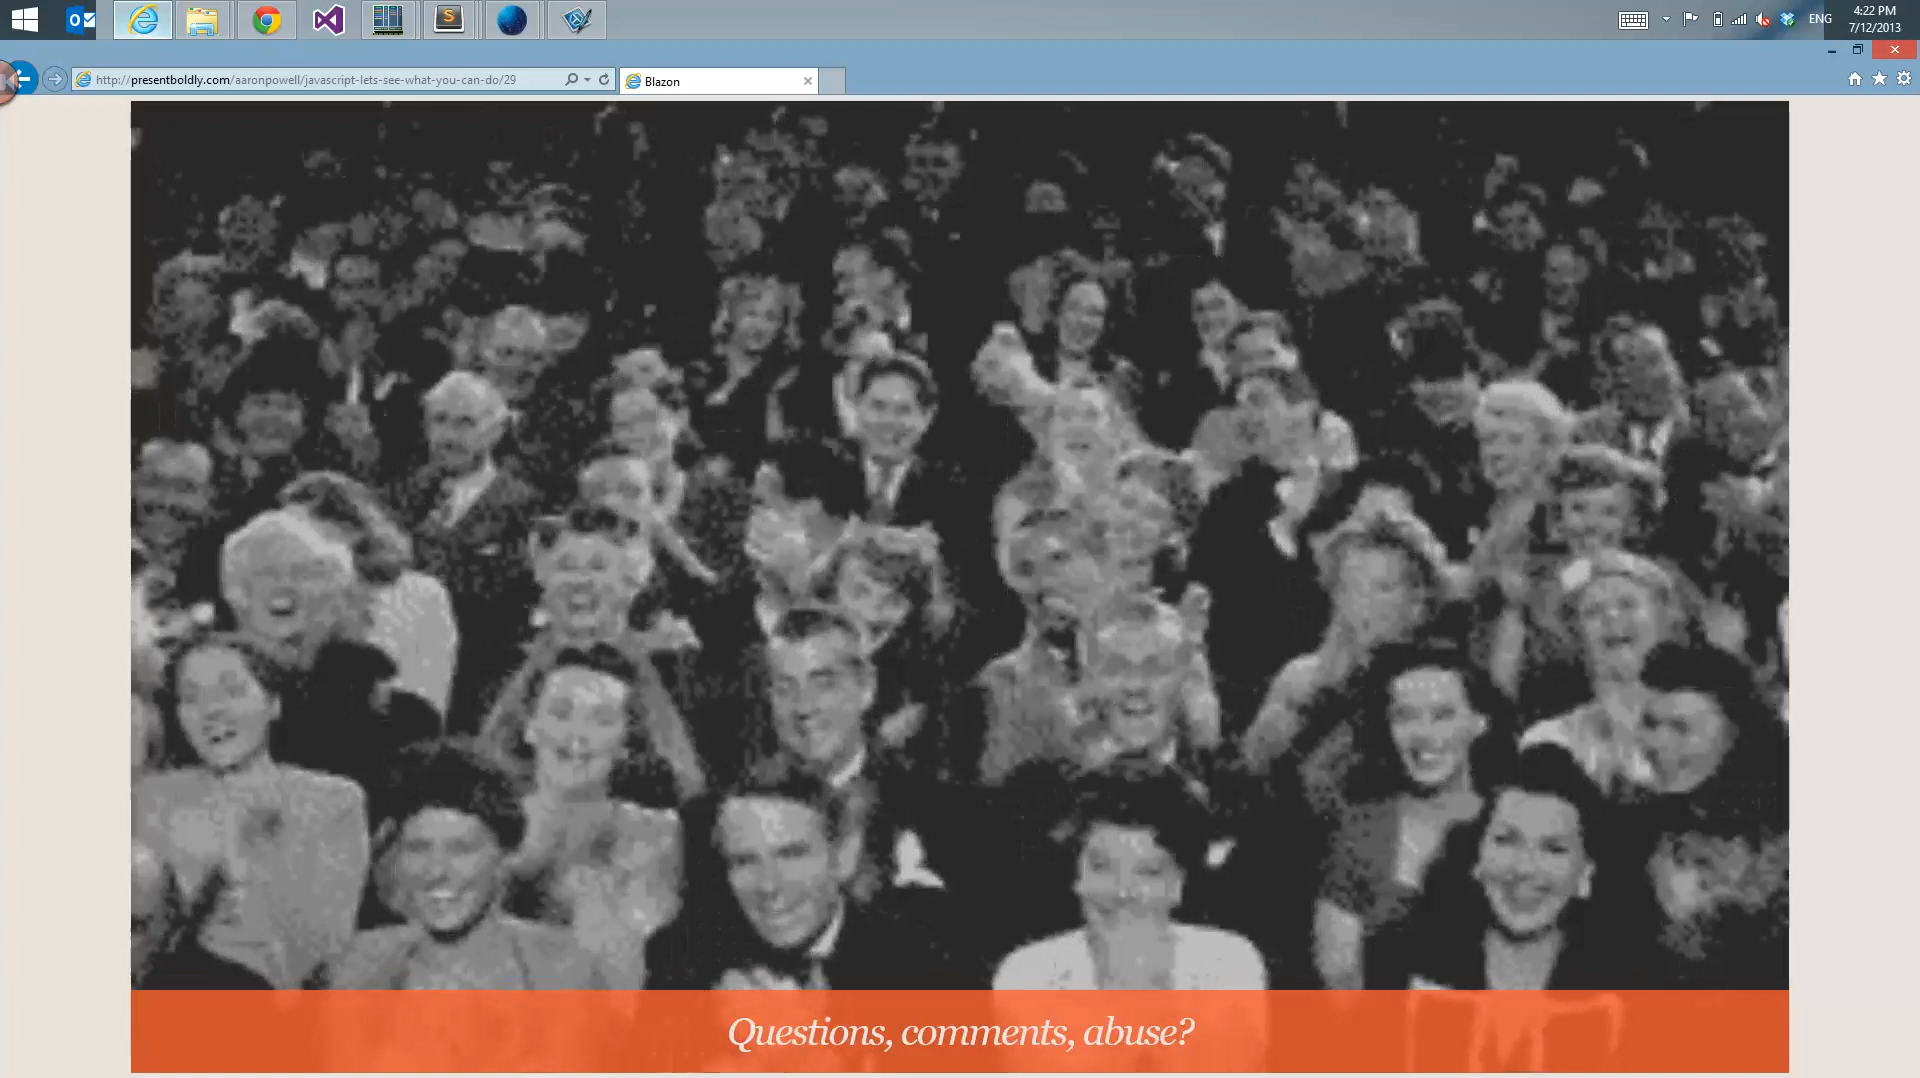 4:22 PM
ENG
7/12/2013
http://presentboldly.com/aaronpowell/javascript-lets-see-what-you-can-do/29
Blazon
Questions, comments, abuse?